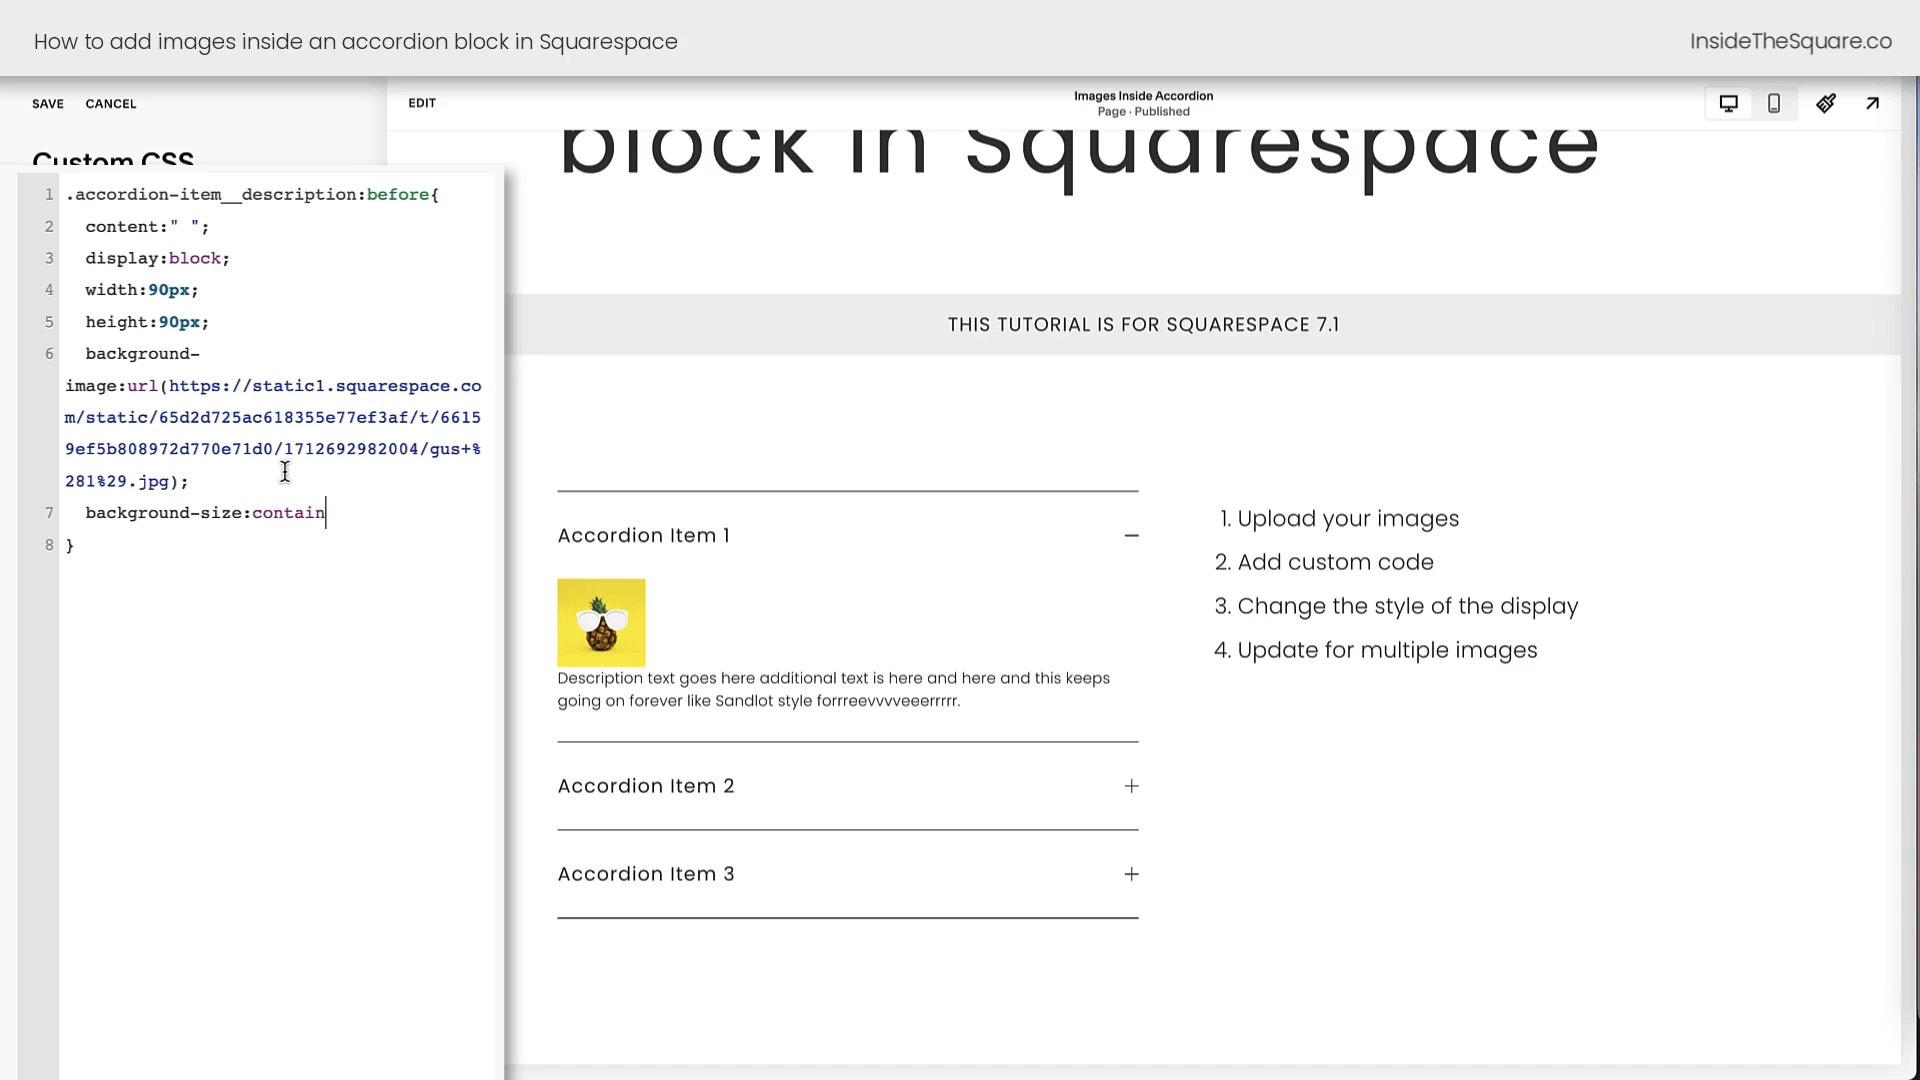 How to add images inside an accordion block in Squarespace
InsideTheSquare.co
SAVE CANCEL
EDIT
Images Inside Accordion
Page · Published
Custom CSS
1 .accordion-item__description:before{
2 content:" ";
3 display:block;
4 width:90px;
5 height:90px;
6 background-
image:url(https://static1.squarespace.co
m/static/65d2d725ac618355e77ef3af/t/6615
9ef5b808972d770e71d0/1712692982004/gus+%
281%29.jpg);
7 background-size:contain
8 }
block in Squarespace
THIS TUTORIAL IS FOR SQUARESPACE 7.1
Accordion Item 1
Description text goes here additional text is here and here and this keeps
going on forever like Sandlot style forrreevvvveeerrrrr.
Accordion Item 2
Accordion Item 3
1. Upload your images
2. Add custom code
3. Change the style of the display
4. Update for multiple images